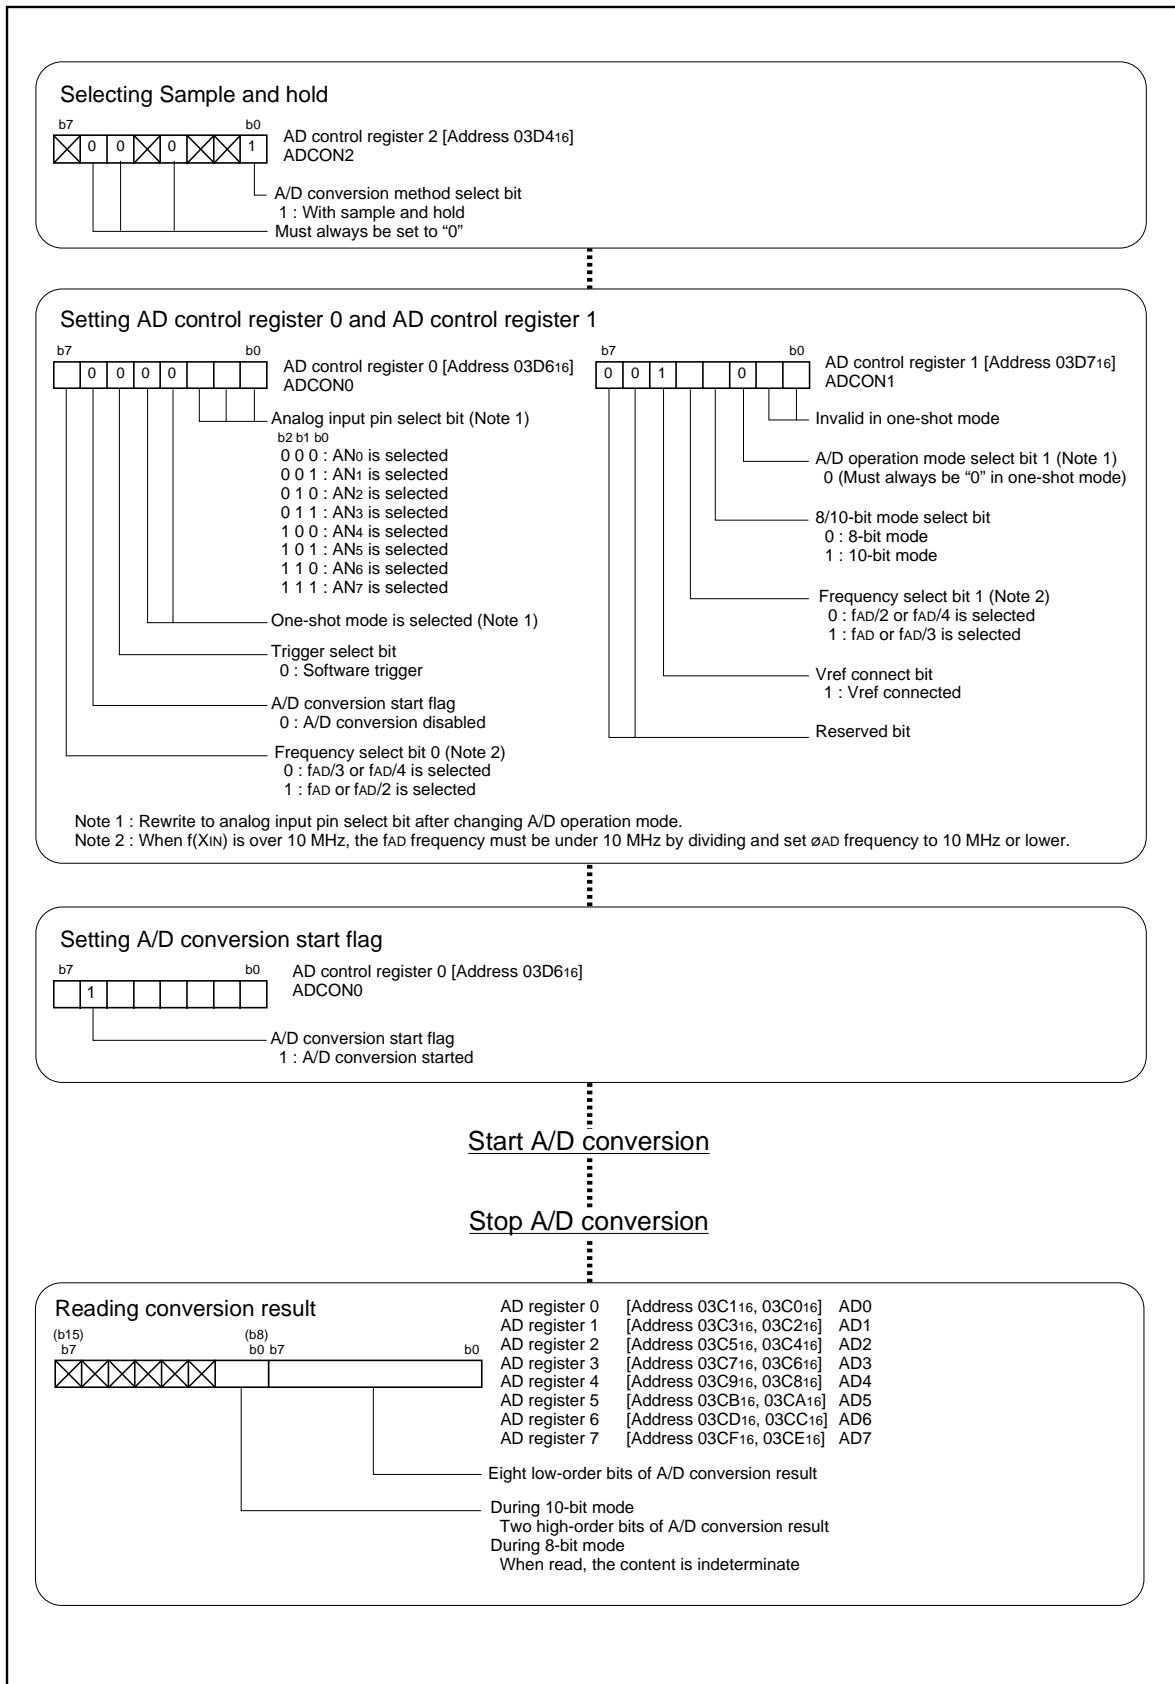 Selecting Sample and hold
b7 b0
0 0 0 1
AD control register 2 [Address 03D416]
ADCON2
A/D conversion method select bit
1 : With sample and hold
Must always be set to “0”
Setting AD control register 0 and AD control register 1
b7 b0
0 0 0 0
AD control register 0 [Address 03D616]
ADCON0
Analog input pin select bit (Note 1)
b2 b1 b0
0 0 0 : AN0 is selected
0 0 1 : AN1 is selected
0 1 0 : AN2 is selected
0 1 1 : AN3 is selected
1 0 0 : AN4 is selected
1 0 1 : AN5 is selected
1 1 0 : AN6 is selected
1 1 1 : AN7 is selected
One-shot mode is selected (Note 1)
Trigger select bit
0 : Software trigger
A/D conversion start flag
0 : A/D conversion disabled
Frequency select bit 0 (Note 2)
0 : fAD/3 or fAD/4 is selected
1 : fAD or fAD/2 is selected
b7 b0
0 0 1 0
AD control register 1 [Address 03D716]
ADCON1
Invalid in one-shot mode
A/D operation mode select bit 1 (Note 1)
0 (Must always be “0” in one-shot mode)
8/10-bit mode select bit
0 : 8-bit mode
1 : 10-bit mode
Frequency select bit 1 (Note 2)
0 : fAD/2 or fAD/4 is selected
1 : fAD or fAD/3 is selected
Vref connect bit
1 : Vref connected
Reserved bit
Note 1 : Rewrite to analog input pin select bit after changing A/D operation mode.
Note 2 : When f(XIN) is over 10 MHz, the fAD frequency must be under 10 MHz by dividing and set øAD frequency to 10 MHz or lower.
Setting A/D conversion start flag
b7 b0
1
AD control register 0 [Address 03D616]
ADCON0
A/D conversion start flag
1 : A/D conversion started
Start A/D conversion
Stop A/D conversion
Reading conversion result
(b15) (b8)
b7 b0 b7 b0
AD register 0 [Address 03C116, 03C016] AD0
AD register 1 [Address 03C316, 03C216] AD1
AD register 2 [Address 03C516, 03C416] AD2
AD register 3 [Address 03C716, 03C616] AD3
AD register 4 [Address 03C916, 03C816] AD4
AD register 5 [Address 03CB16, 03CA16] AD5
AD register 6 [Address 03CD16, 03CC16] AD6
AD register 7 [Address 03CF16, 03CE16] AD7
Eight low-order bits of A/D conversion result
During 10-bit mode
Two high-order bits of A/D conversion result
During 8-bit mode
When read, the content is indeterminate